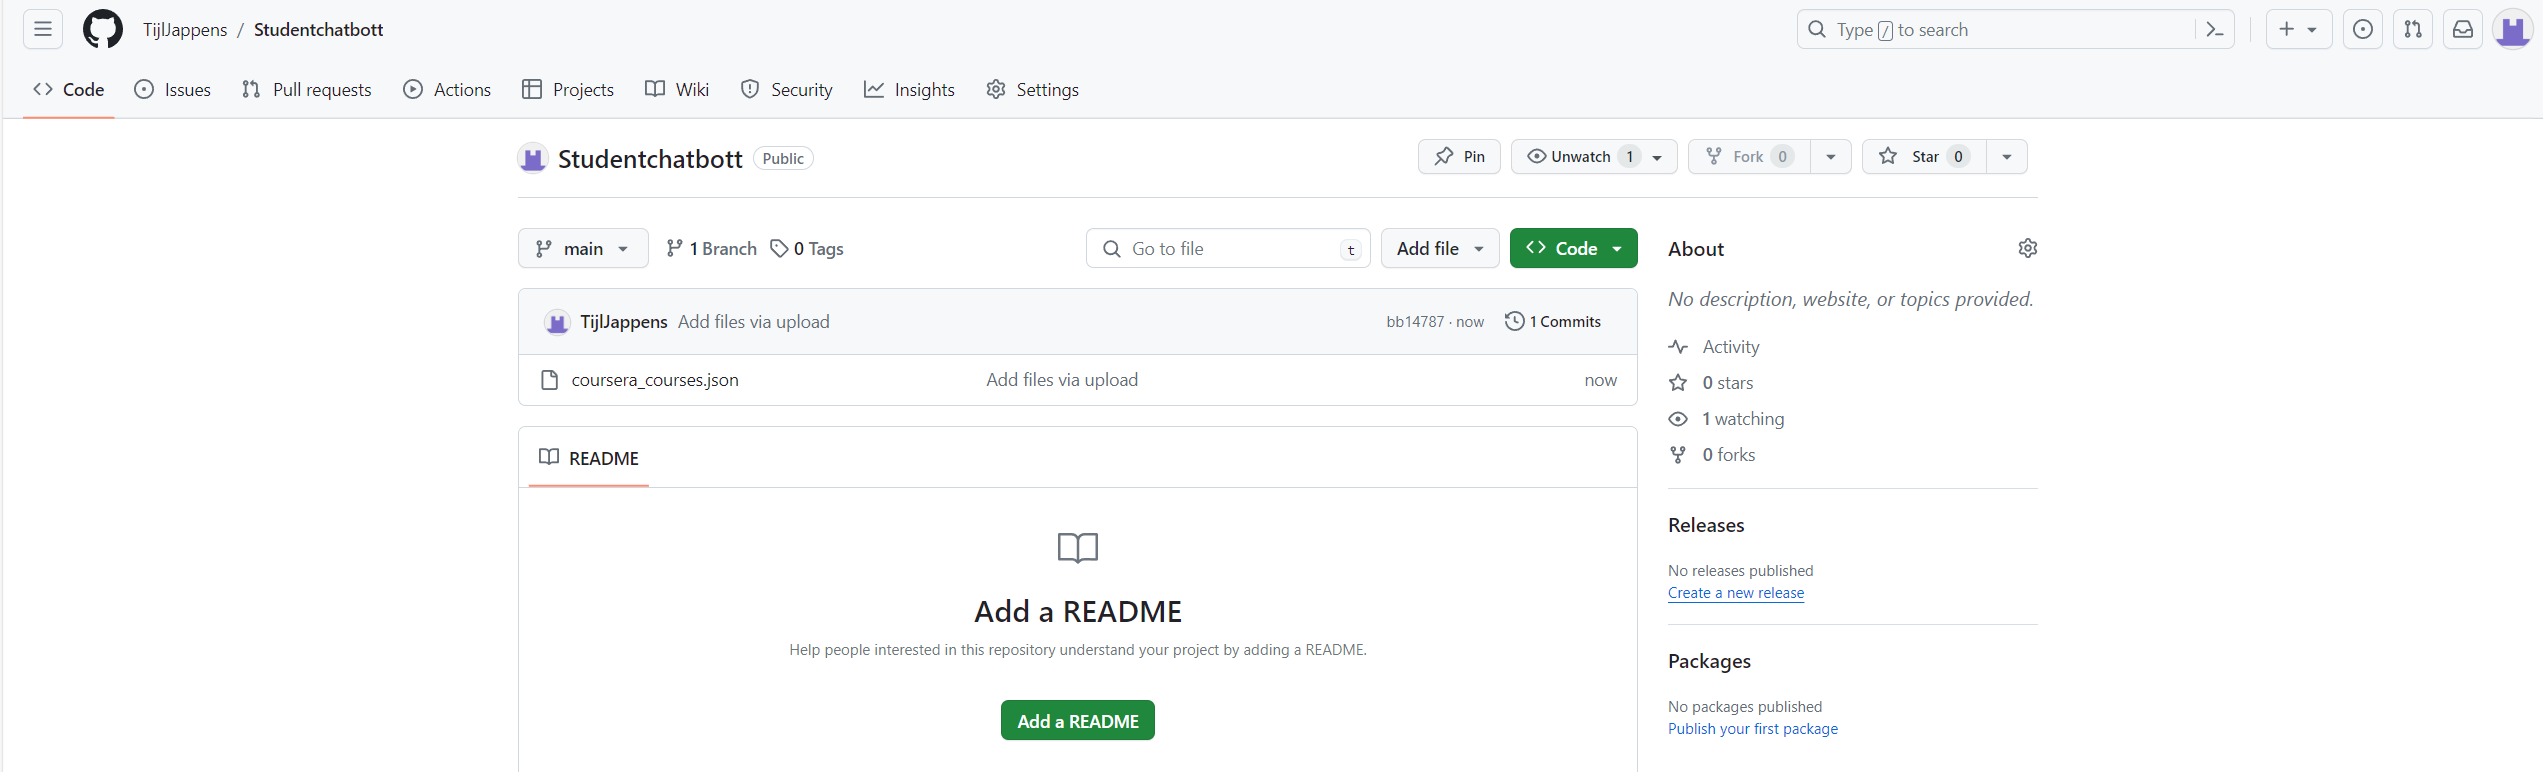 TijlJappens / Studentchatbott
Type / to search
Code Issues Pull requests Actions Projects Wiki Security Insights Settings
Studentchatbott Public
Pin Unwatch 1 Fork 0 Star 0
main 1 Branch 0 Tags Go to file t Add file Code
TijlJappens Add files via upload bb14787 · now 1 Commits
coursera_courses.json Add files via upload now
README
Add a README
Help people interested in this repository understand your project by adding a README.
Add a README
About
No description, website, or topics provided.
Activity
0 stars
1 watching
0 forks
Releases
No releases published
Create a new release
Packages
No packages published
Publish your first package